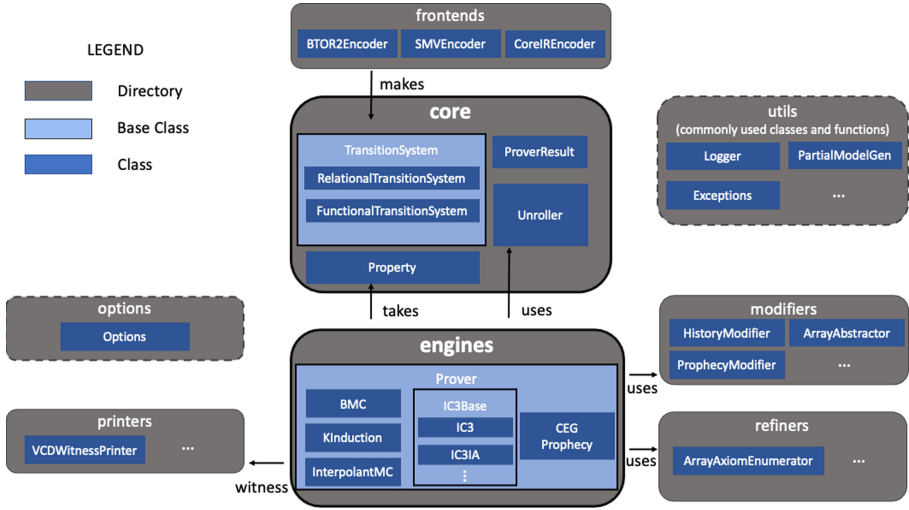 frontends
BTOR2Encoder
SMVEncoder
CoreIREncoder
LEGEND
Directory
Base Class
Class
makes
core
TransitionSystem
RelationalTransitionSystem
FunctionalTransitionSystem
ProverResult
Unroller
Property
utils
(commonly used classes and functions)
Logger
PartialModelGen
Exceptions
...
options
Options
takes
uses
modifiers
HistoryModifier
ArrayAbstractor
ProphecyModifier
...
engines
Prover
BMC
KInduction
InterpolantMC
IC3Base
IC3
IC3IA
⋮
CEG
Prophecy
uses
uses
printers
VCDWitnessPrinter
...
witness
refiners
ArrayAxiomEnumerator
...